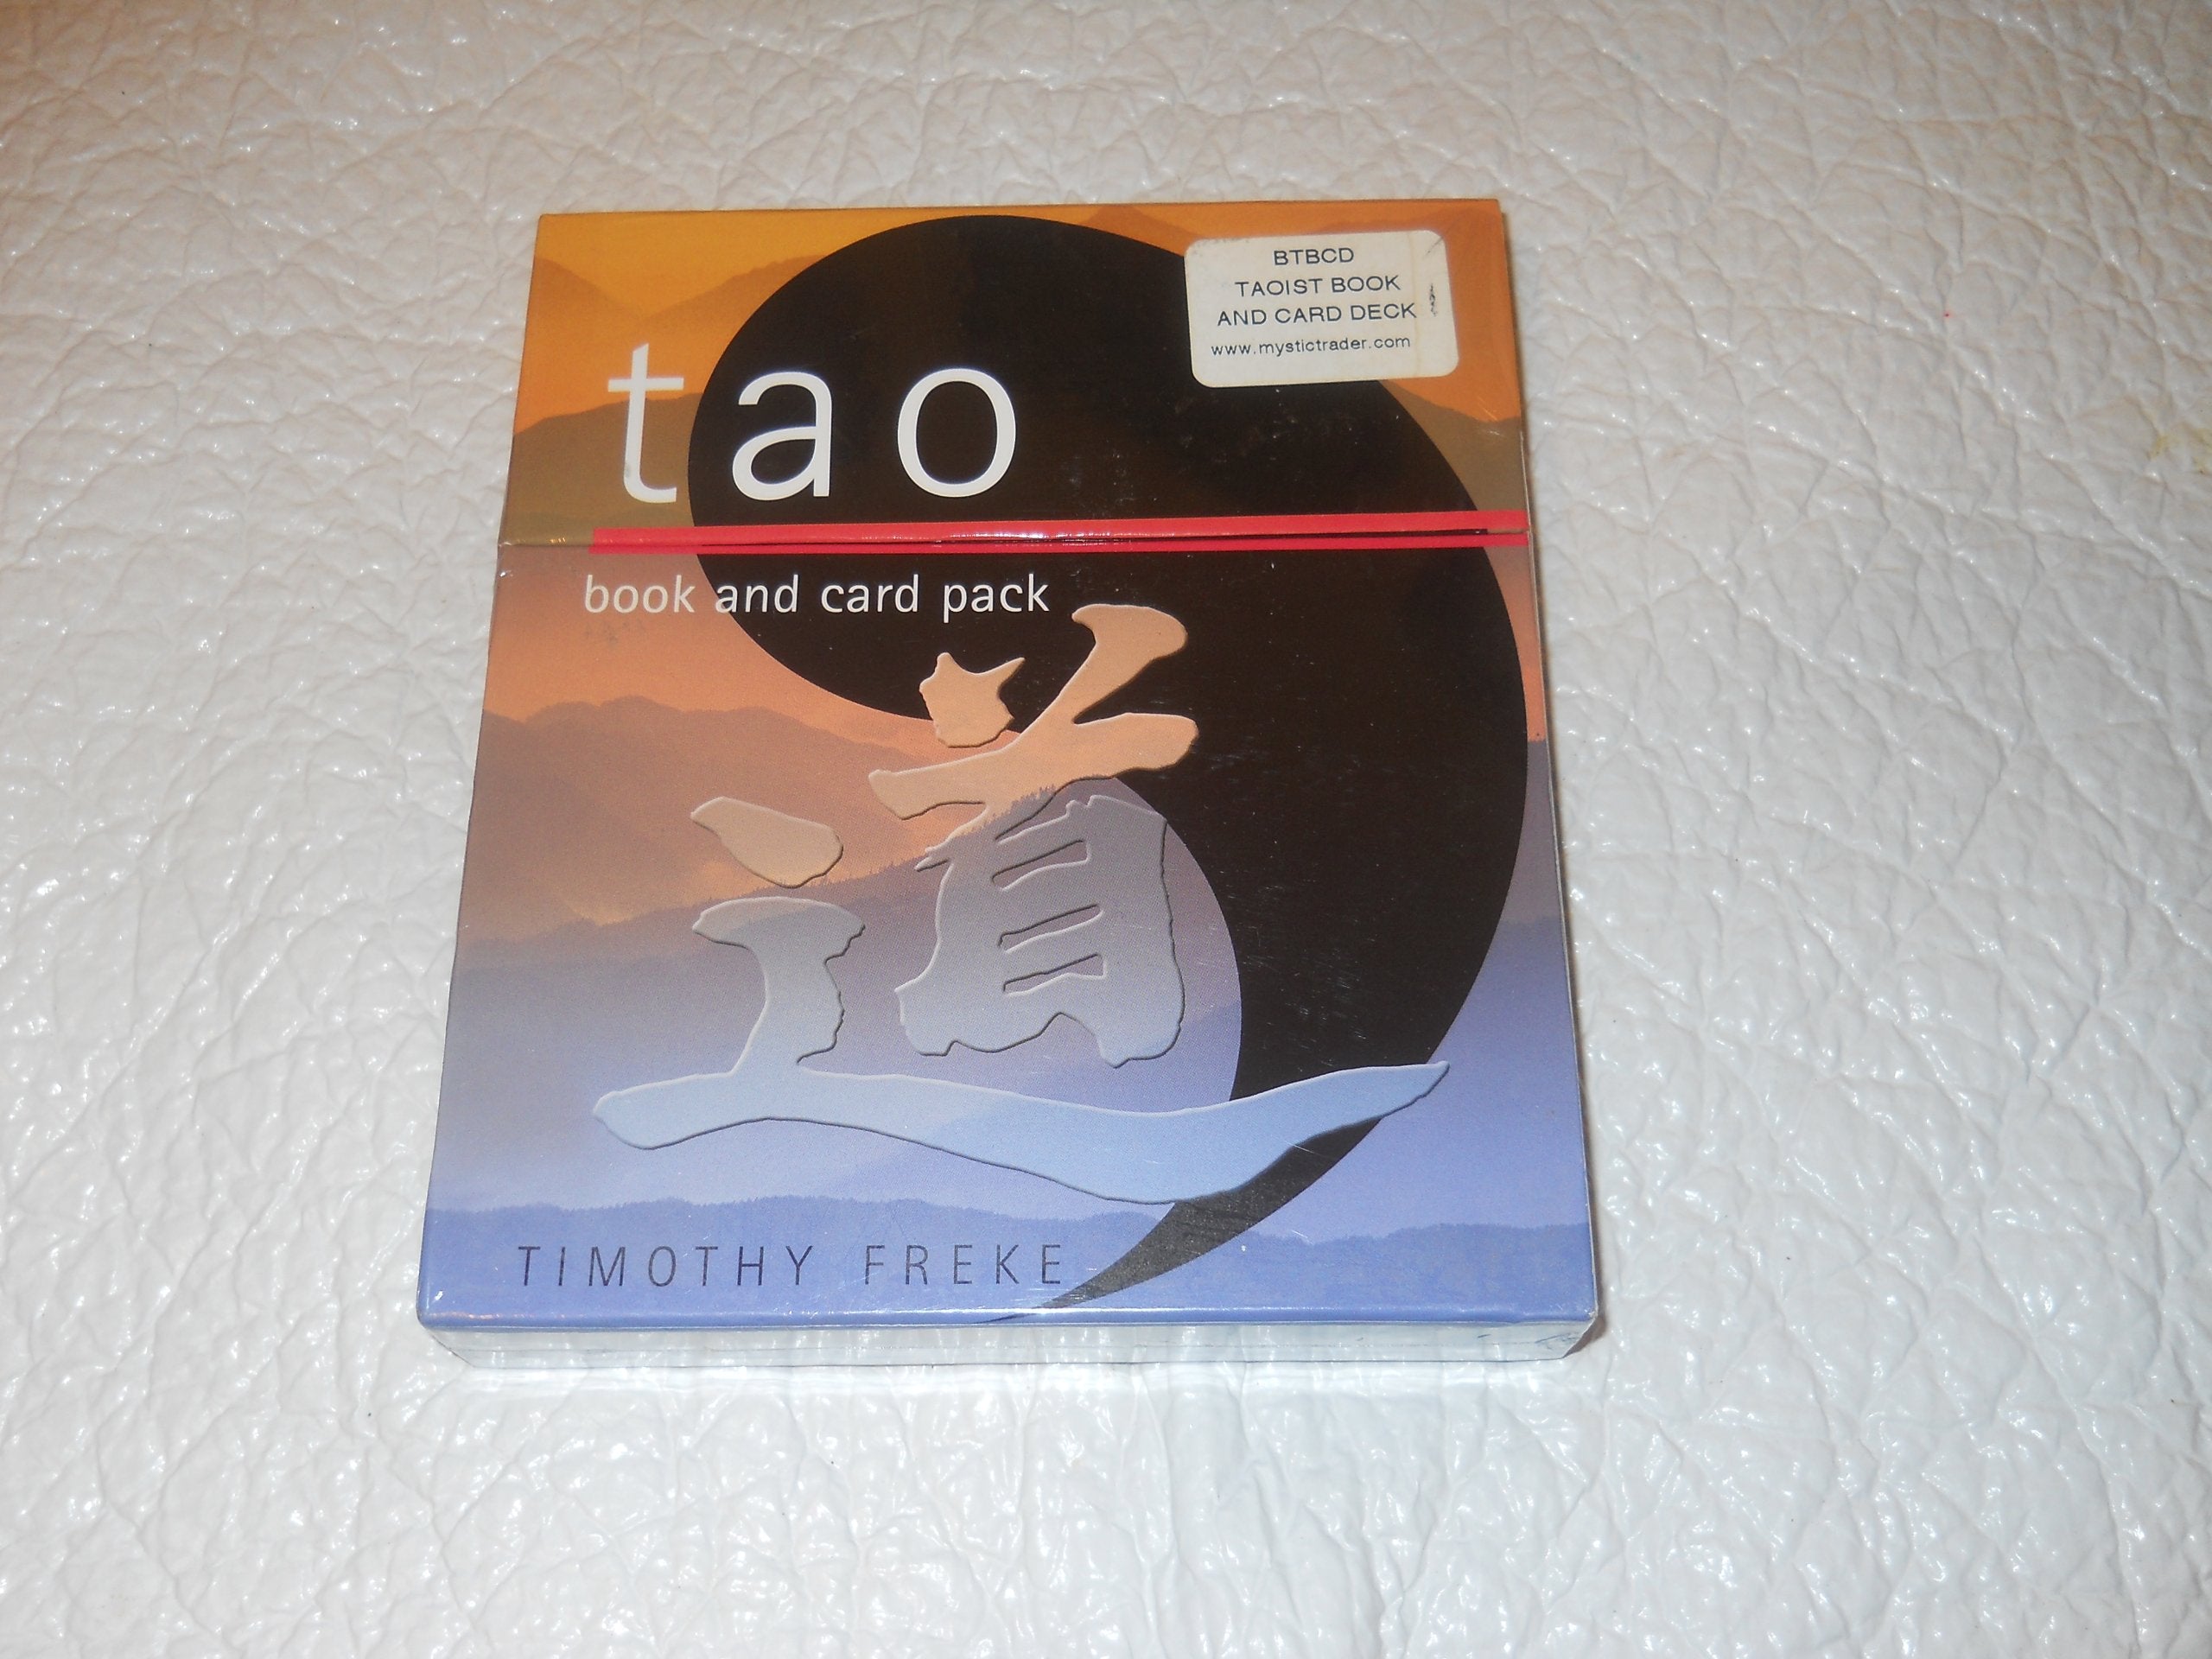 BTBCD
TAOIST BOOK
AND CARD DECK
www.mystictrader.com
tao
book and card pack
道
TIMOTHY FREKE